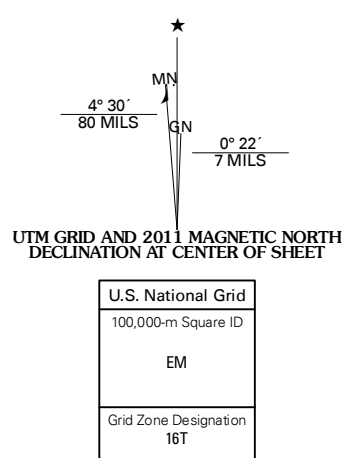 ★
MN
4° 30´
80 MILS
GN
0° 22´
7 MILS
UTM GRID AND 2011 MAGNETIC NORTH
DECLINATION AT CENTER OF SHEET
U.S. National Grid
100,000-m Square ID
EM
Grid Zone Designation
16T